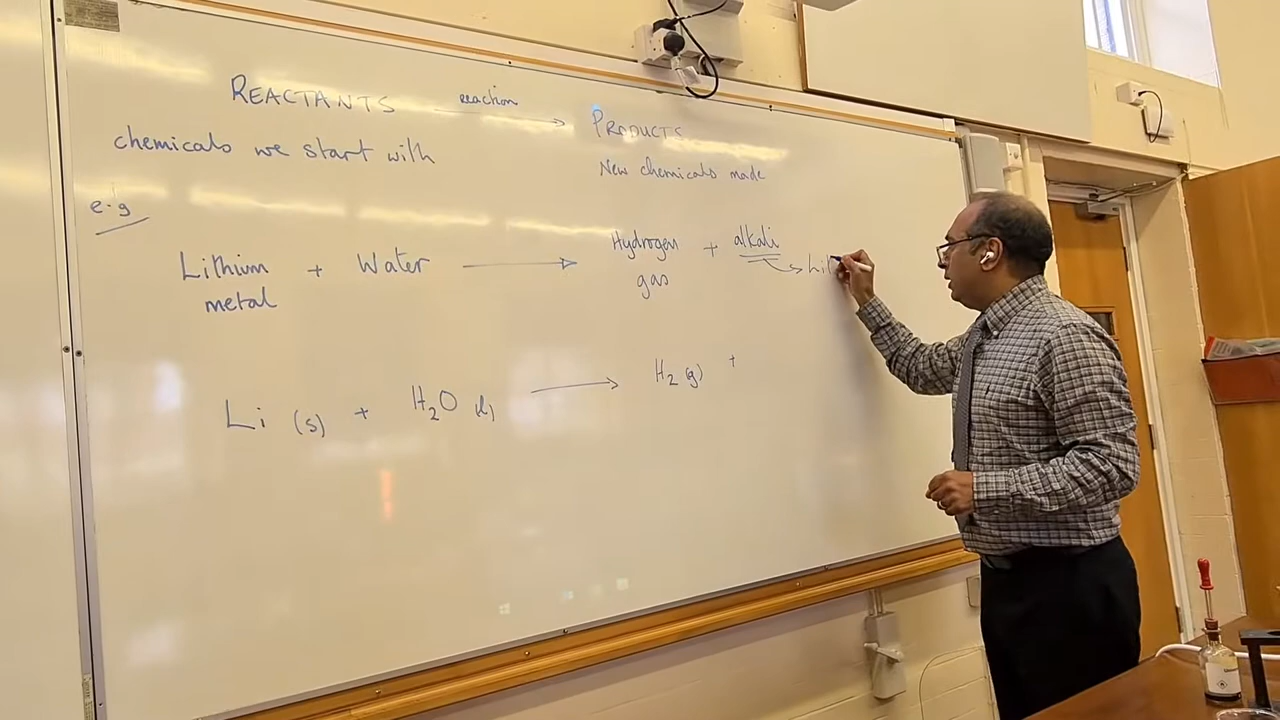 REACTANTS reaction → PRODUCTS
chemicals we start with New chemicals made
e.g
Lithium + Water → Hydrogen + alkali → Lit
metal gas
Li (s) + H2O (l) → H2 (g) +